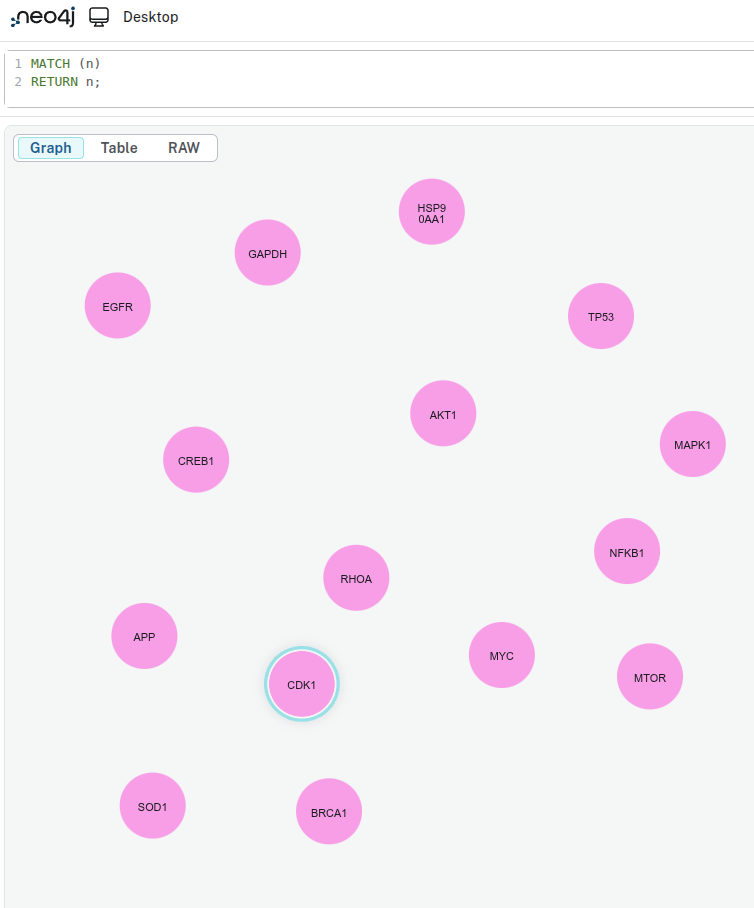 neo4j Desktop
1 MATCH (n)
2 RETURN n;
Graph Table RAW
HSP9
0AA1
GAPDH
EGFR
TP53
AKT1
MAPK1
CREB1
NFKB1
RHOA
APP
MYC
MTOR
CDK1
SOD1
BRCA1